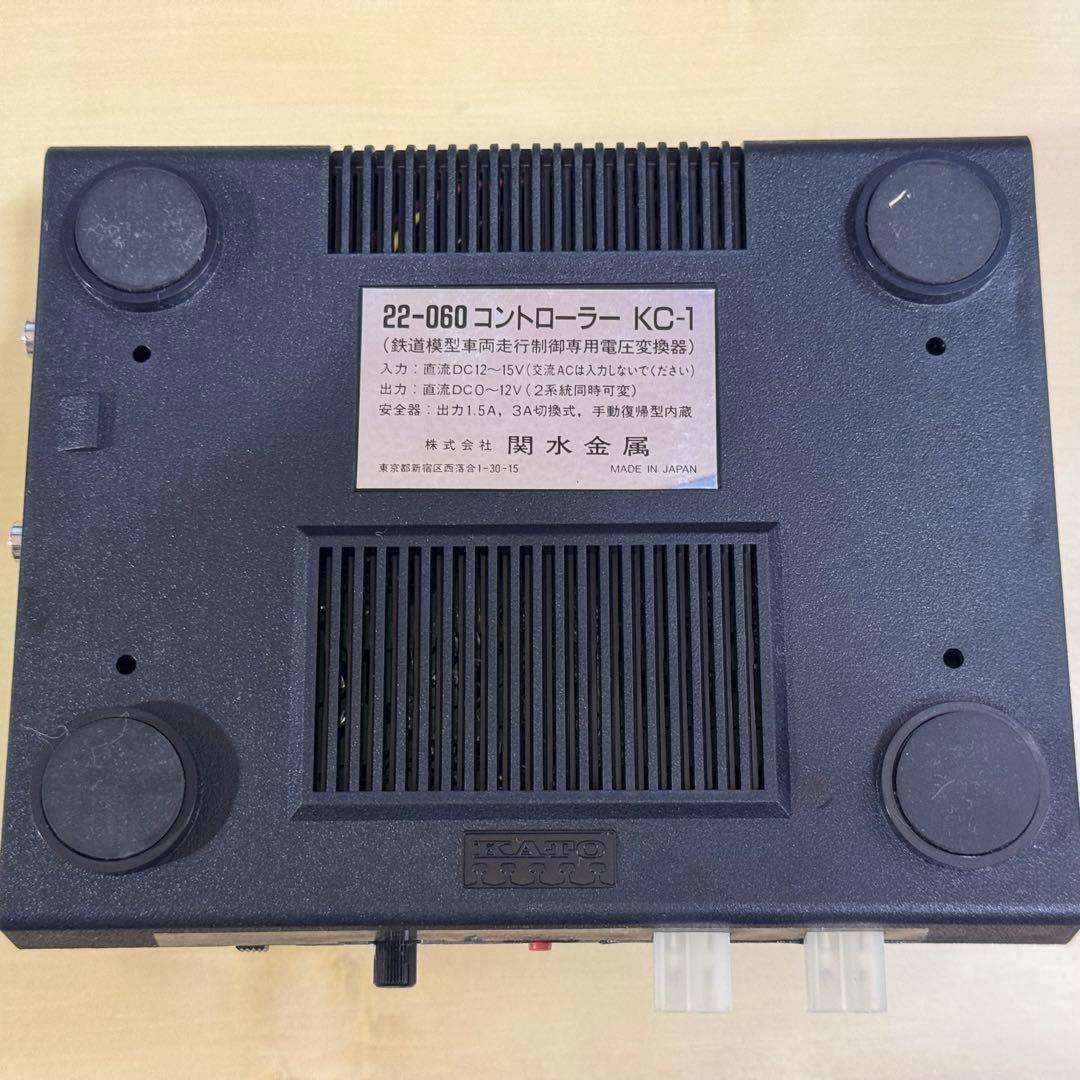 22-060 コントローラー KC-1
(鉄道模型車両走行制御専用電圧変換器)
入力：直流DC12～15V(交流ACは入力しないでください)
出力：直流DC0～12V(2系統同時可変)
安全器：出力1.5A，3A切換式，手動復帰型内蔵
株式会社 関水金属
東京都新宿区西落合1-30-15 MADE IN JAPAN
KATO